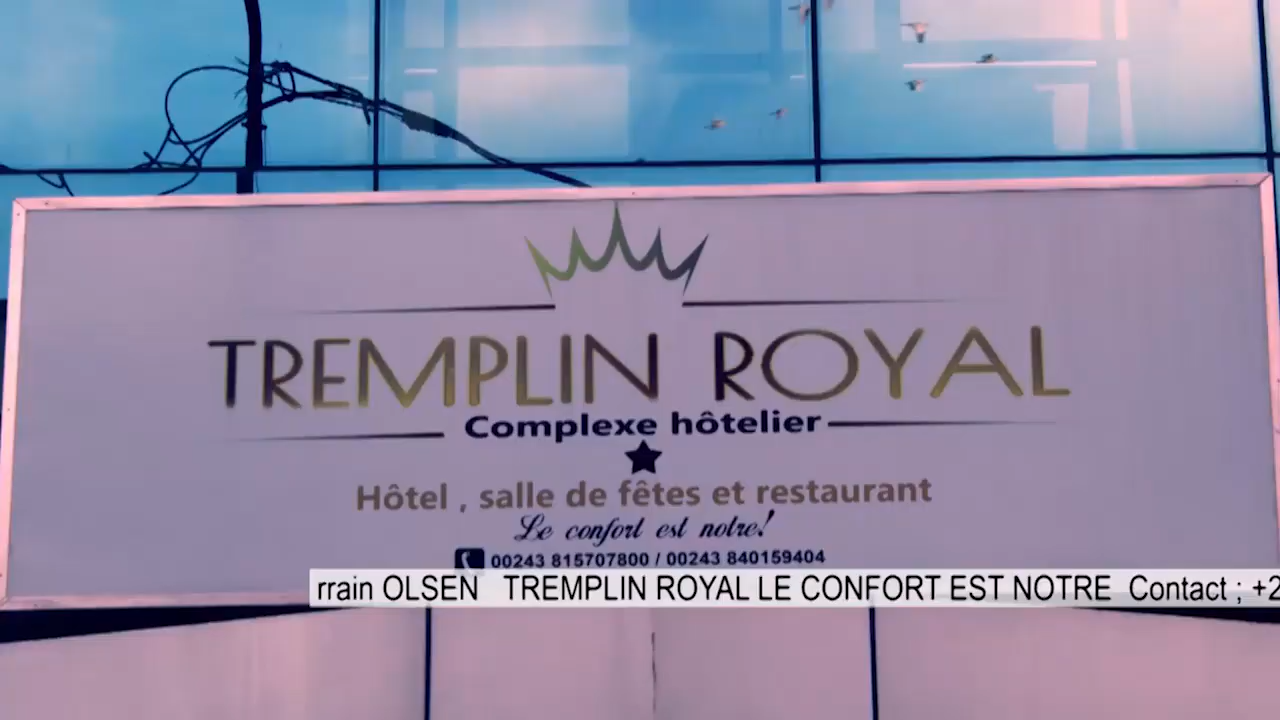 TREMPLIN ROYAL
Complexe hôtelier
Hôtel , salle de fêtes et restaurant
Le confort est notre!
00243 815707800 / 00243 840159404
rrain OLSEN TREMPLIN ROYAL LE CONFORT EST NOTRE Contact ; +2